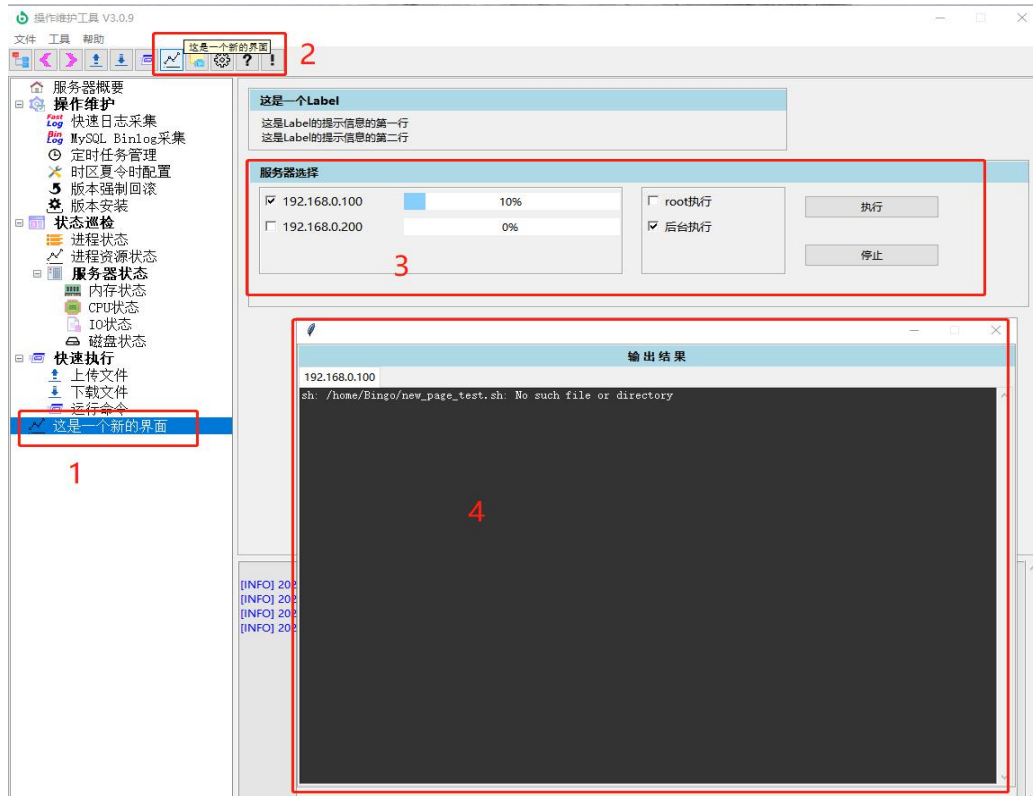 操作维护工具 V3.0.9
文件 工具 帮助
这是一个新的界面
2
服务器概要
操作维护
Fast Log 快速日志采集
Bin Log MySQL Binlog采集
定时任务管理
时区夏令时配置
版本强制回滚
版本安装
状态巡检
进程状态
进程资源状态
服务器状态
内存状态
CPU状态
IO状态
磁盘状态
快速执行
上传文件
下载文件
运行命令
这是一个新的界面
1
这是一个Label
这是Label的提示信息的第一行
这是Label的提示信息的第二行
服务器选择
192.168.0.100 10% root执行 执行
192.168.0.200 0% 后台执行
停止
3
输出结果
192.168.0.100
sh: /home/Bingo/new_page_test.sh: No such file or directory
4
[INFO] 202
[INFO] 202
[INFO] 202
[INFO] 202